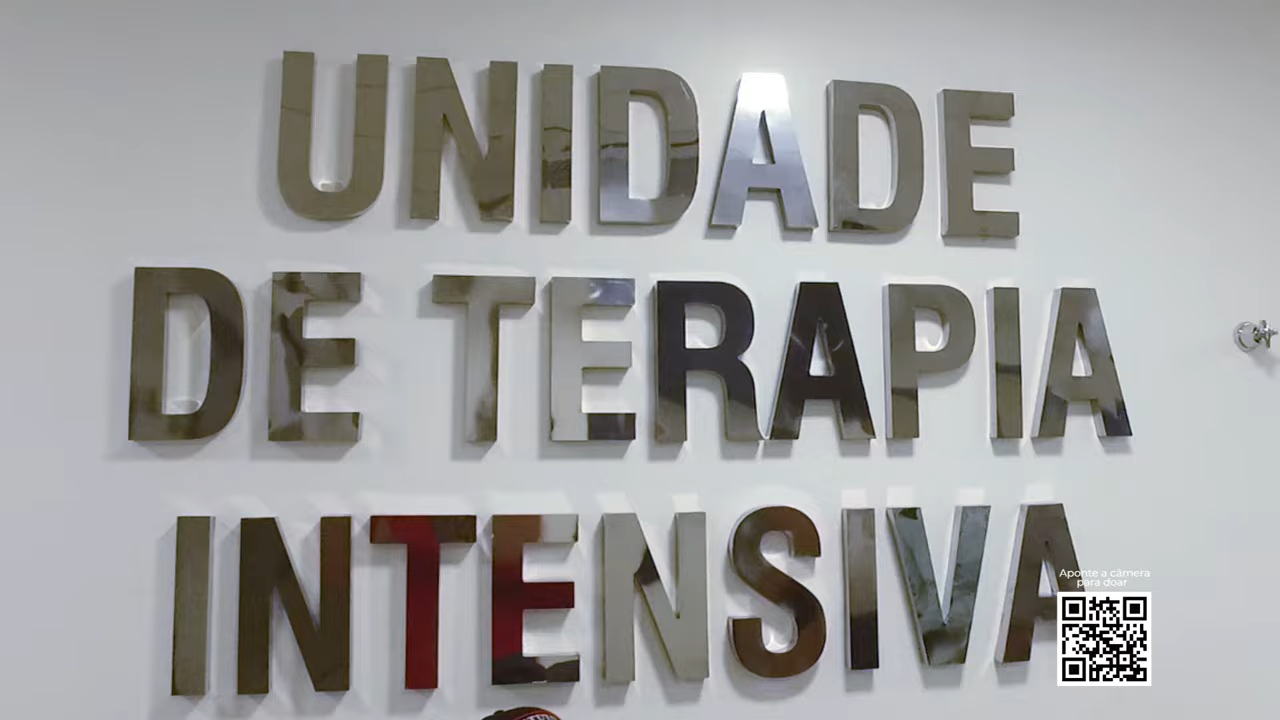 UNIDADE
DE TERAPIA
INTENSIVA
Aponte a câmera
para doar